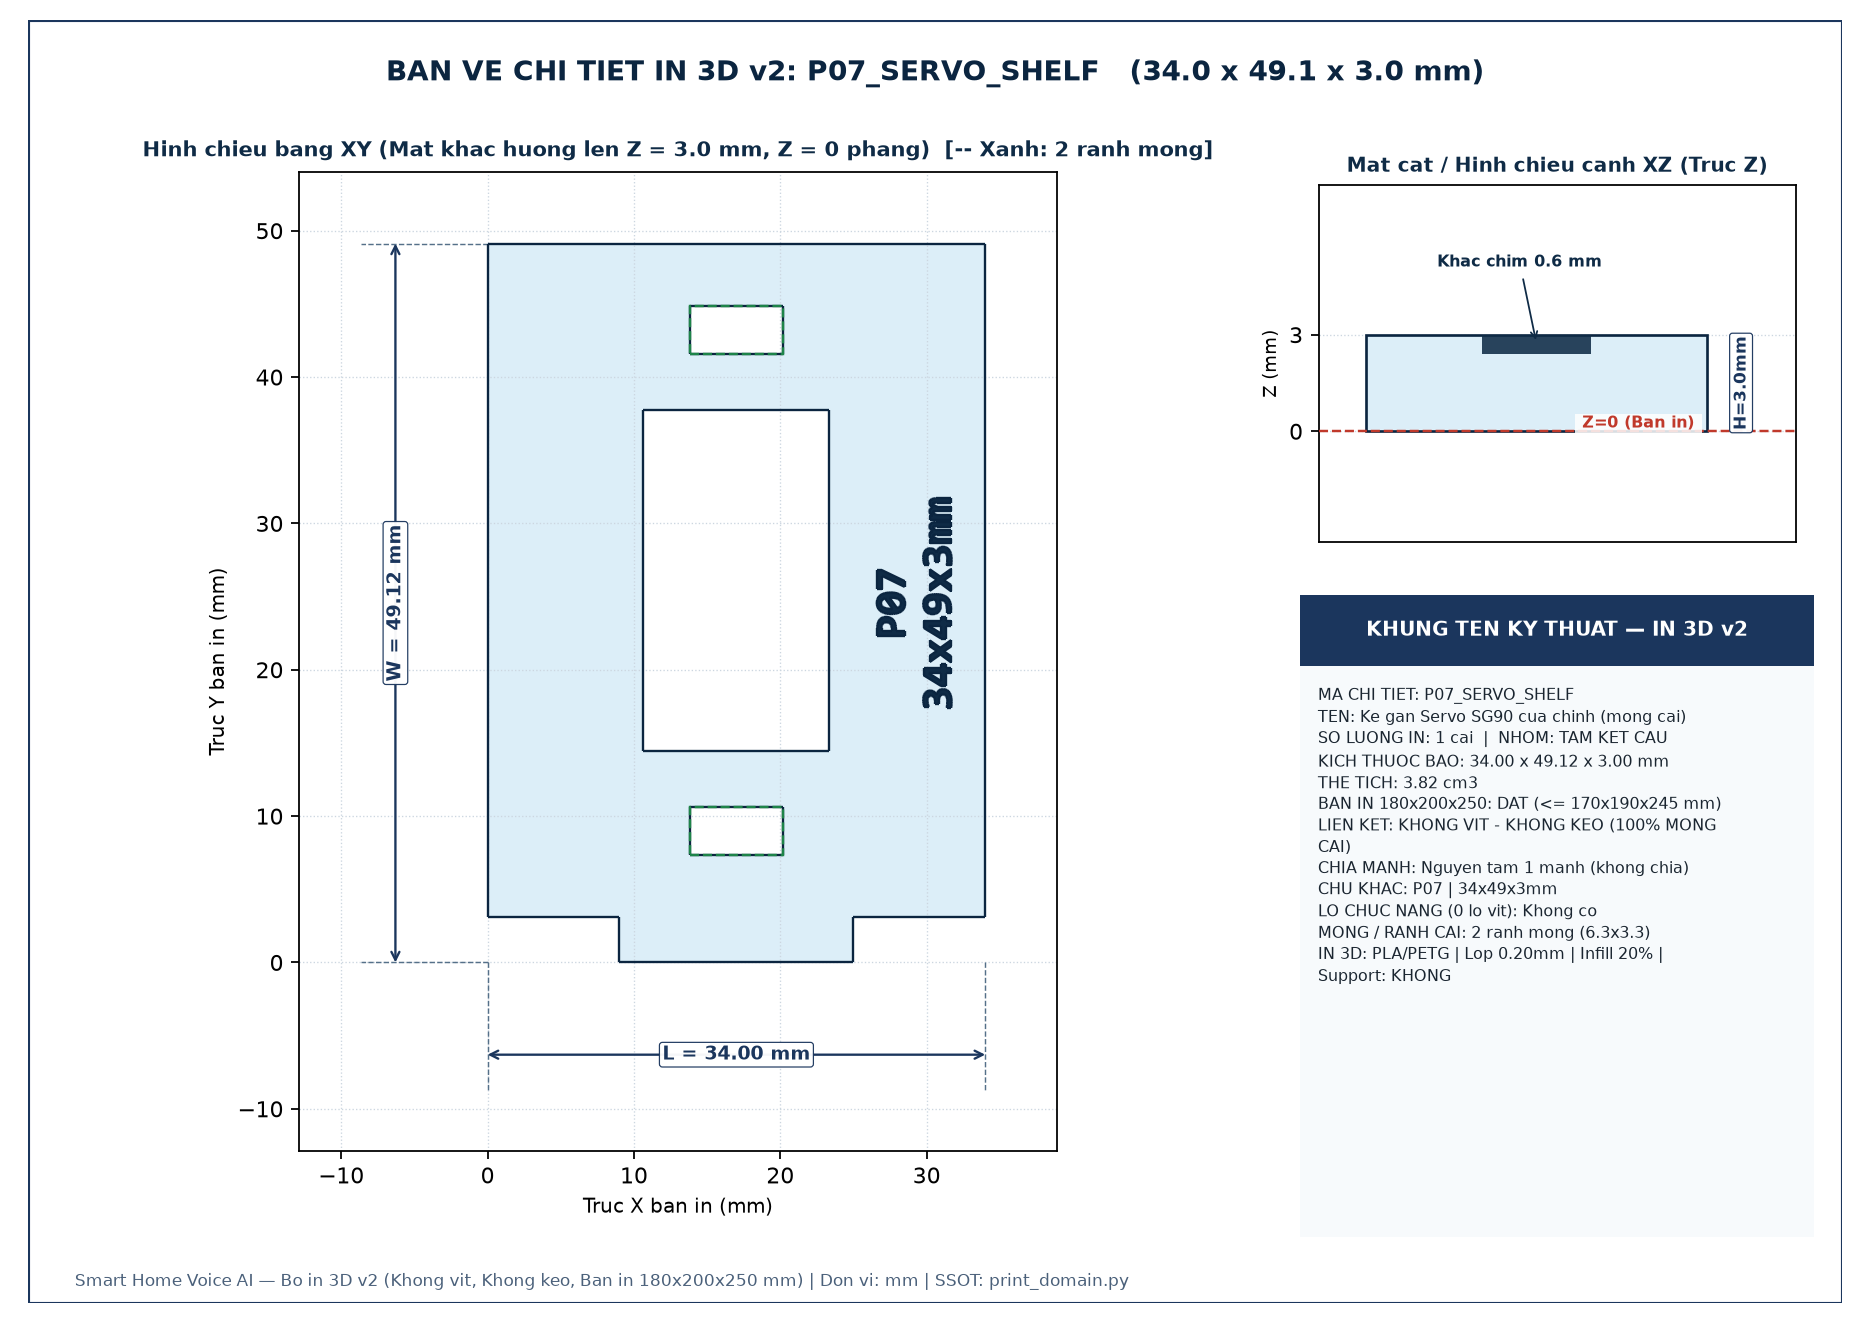 BAN VE CHI TIET IN 3D v2: P07_SERVO_SHELF (34.0 x 49.1 x 3.0 mm)
Hinh chieu bang XY (Mat khac huong len Z = 3.0 mm, Z = 0 phang) [-- Xanh: 2 ranh mong]
50
40
30
20
10
0
−10
Truc Y ban in (mm)
W = 49.12 mm
P07
34x49x3mm
L = 34.00 mm
−10
0
10
20
30
Truc X ban in (mm)
Mat cat / Hinh chieu canh XZ (Truc Z)
Khac chim 0.6 mm
Z (mm)
3
0
Z=0 (Ban in)
H=3.0mm
KHUNG TEN KY THUAT — IN 3D v2
MA CHI TIET: P07_SERVO_SHELF
TEN: Ke gan Servo SG90 cua chinh (mong cai)
SO LUONG IN: 1 cai | NHOM: TAM KET CAU
KICH THUOC BAO: 34.00 x 49.12 x 3.00 mm
THE TICH: 3.82 cm3
BAN IN 180x200x250: DAT (<= 170x190x245 mm)
LIEN KET: KHONG VIT - KHONG KEO (100% MONG
CAI)
CHIA MANH: Nguyen tam 1 manh (khong chia)
CHU KHAC: P07 | 34x49x3mm
LO CHUC NANG (0 lo vit): Khong co
MONG / RANH CAI: 2 ranh mong (6.3x3.3)
IN 3D: PLA/PETG | Lop 0.20mm | Infill 20% |
Support: KHONG
Smart Home Voice AI — Bo in 3D v2 (Khong vit, Khong keo, Ban in 180x200x250 mm) | Don vi: mm | SSOT: print_domain.py